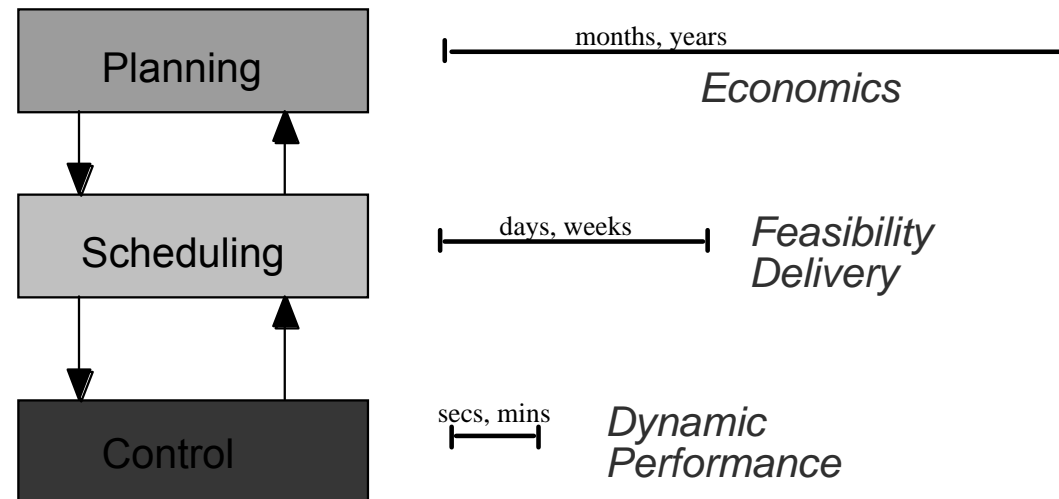 Planning
months, years
Economics
Scheduling
days, weeks
Feasibility
Delivery
Control
secs, mins
Dynamic
Performance